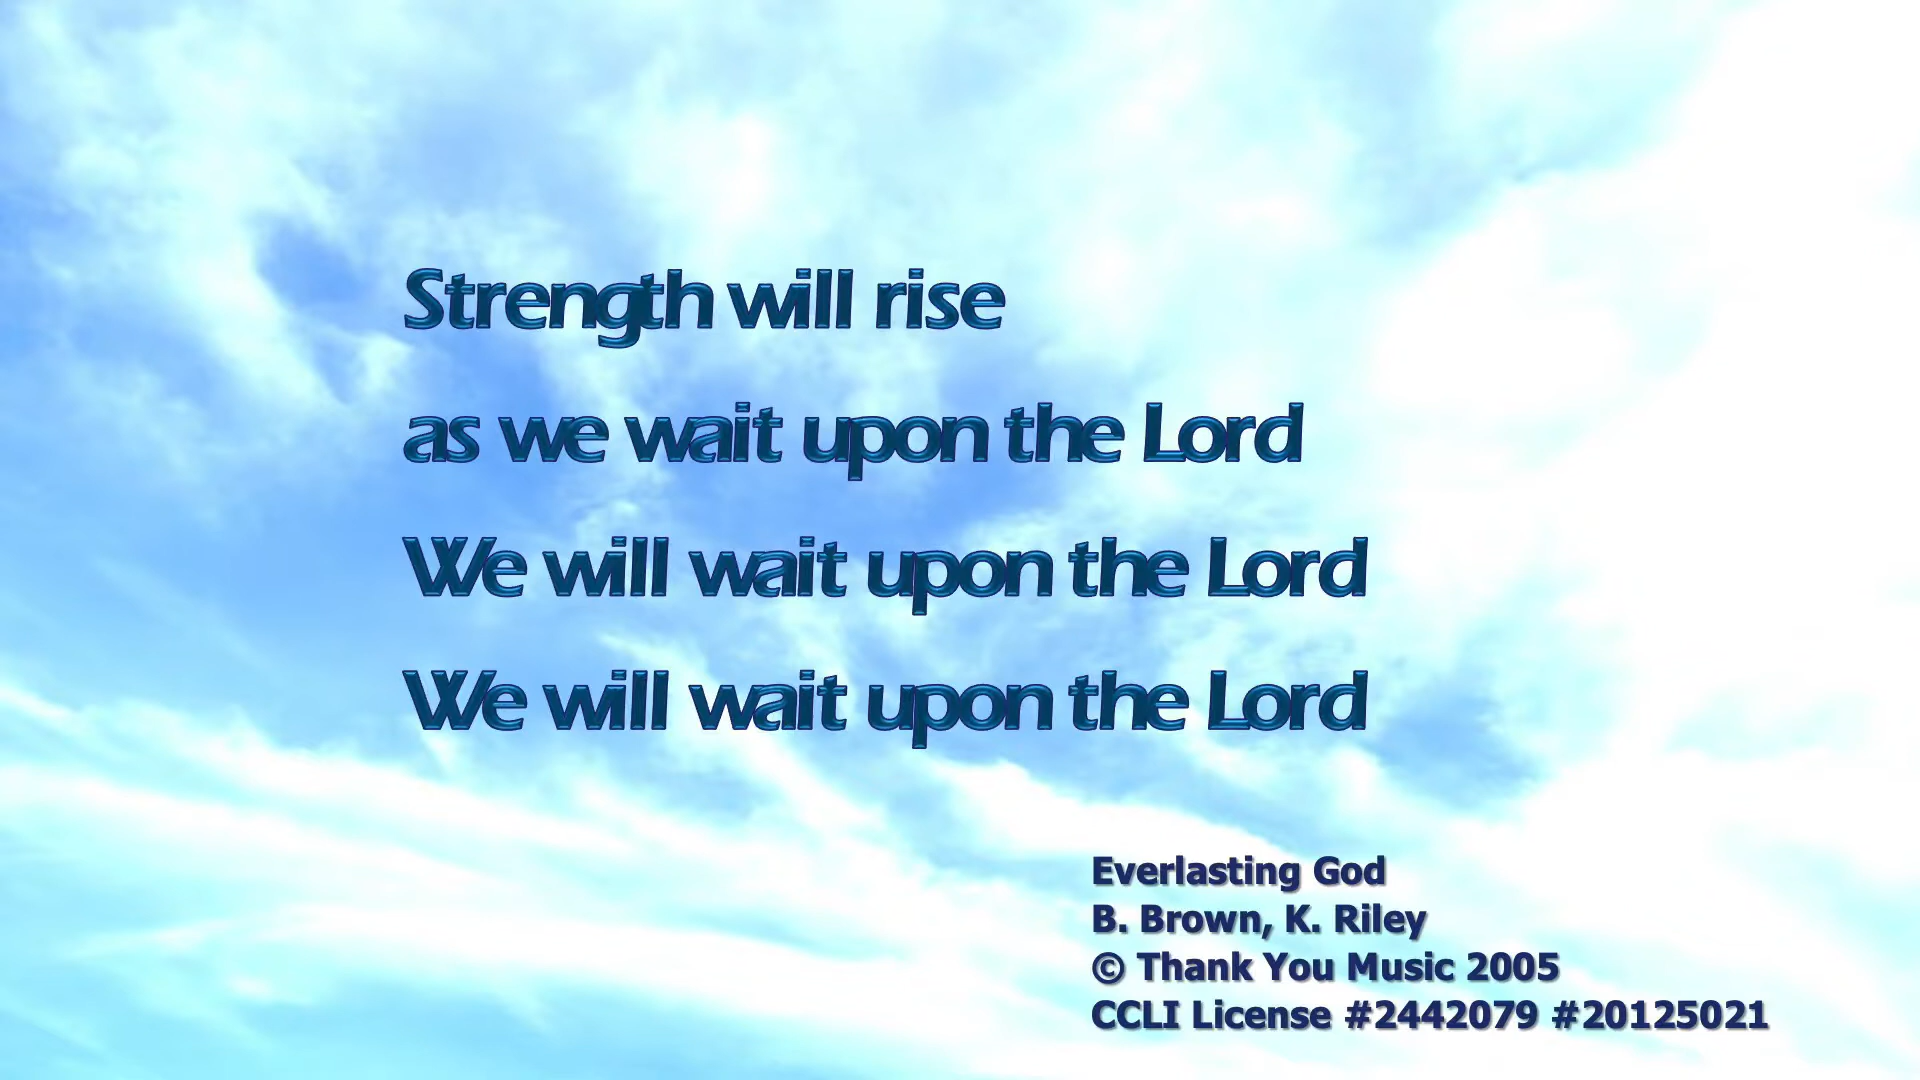 Strength will rise
as we wait upon the Lord
We will wait upon the Lord
We will wait upon the Lord
Everlasting God
B. Brown, K. Riley
© Thank You Music 2005
CCLI License #2442079 #20125021